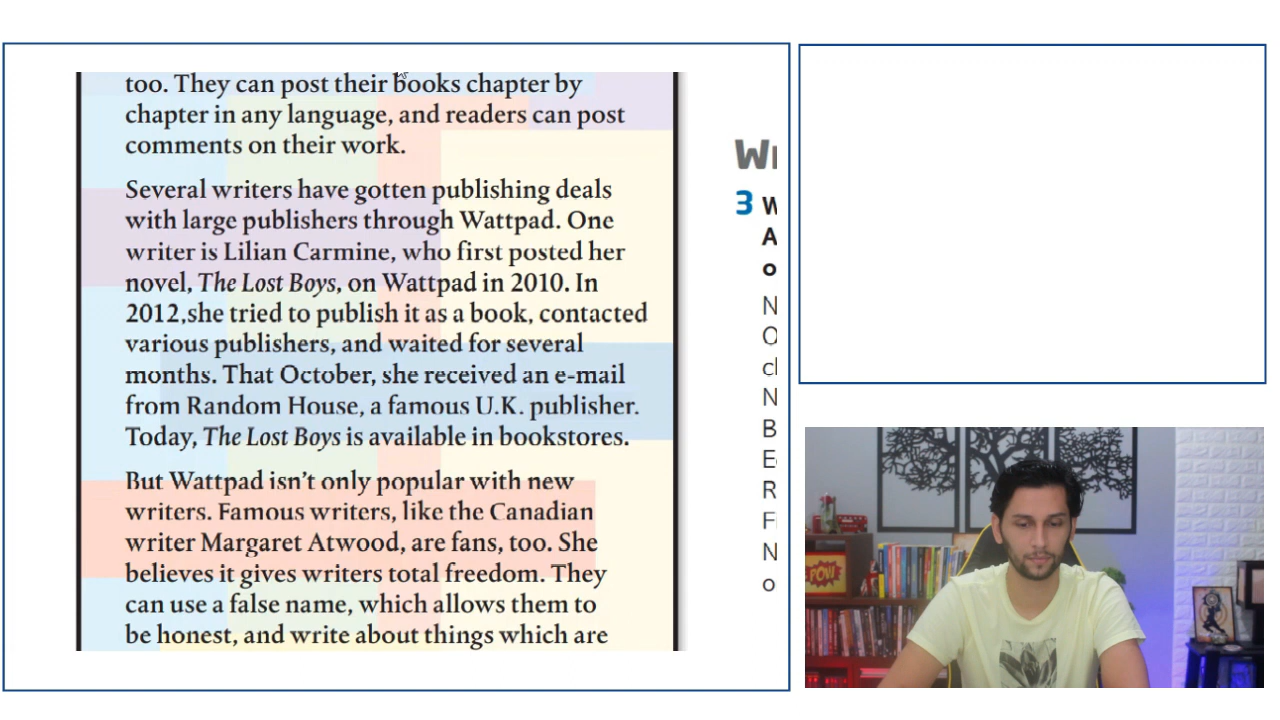 too. They can post their books chapter by
chapter in any language, and readers can post
comments on their work.
Several writers have gotten publishing deals
with large publishers through Wattpad. One
writer is Lilian Carmine, who first posted her
novel, The Lost Boys, on Wattpad in 2010. In
2012,she tried to publish it as a book, contacted
various publishers, and waited for several
months. That October, she received an e-mail
from Random House, a famous U.K. publisher.
Today, The Lost Boys is available in bookstores.
But Wattpad isn't only popular with new
writers. Famous writers, like the Canadian
writer Margaret Atwood, are fans, too. She
believes it gives writers total freedom. They
can use a false name, which allows them to
be honest, and write about things which are
3
POW!